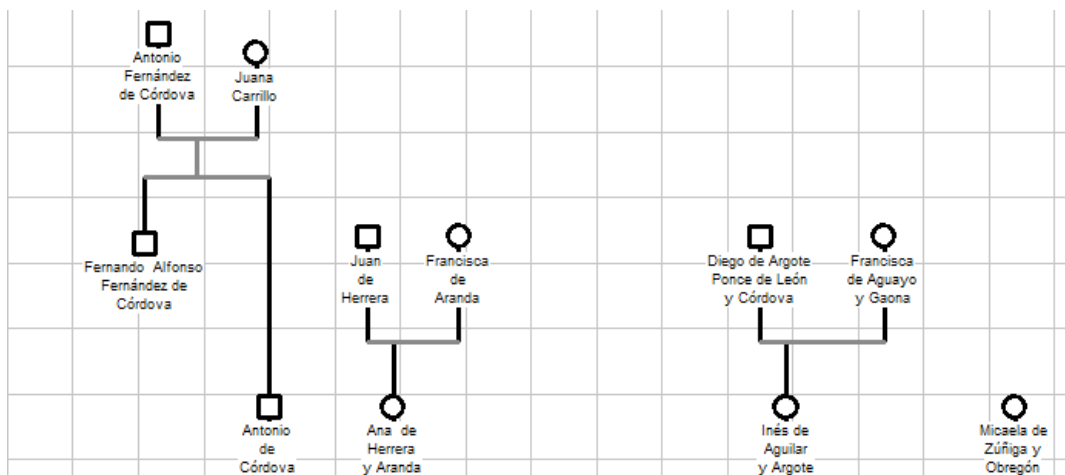 Antonio
Fernández
de Córdova
Juana
Carrillo
Fernando Alfonso
Fernández de
Córdova
Juan
de
Herrera
Francisca
de
Aranda
Diego de Argote
Ponce de León
y Córdova
Francisca
de Aguayo
y Gaona
Antonio
de
Córdova
Ana de
Herrera
y Aranda
Inés de
Aguilar
y Argote
Micaela de
Zúñiga y
Obregón